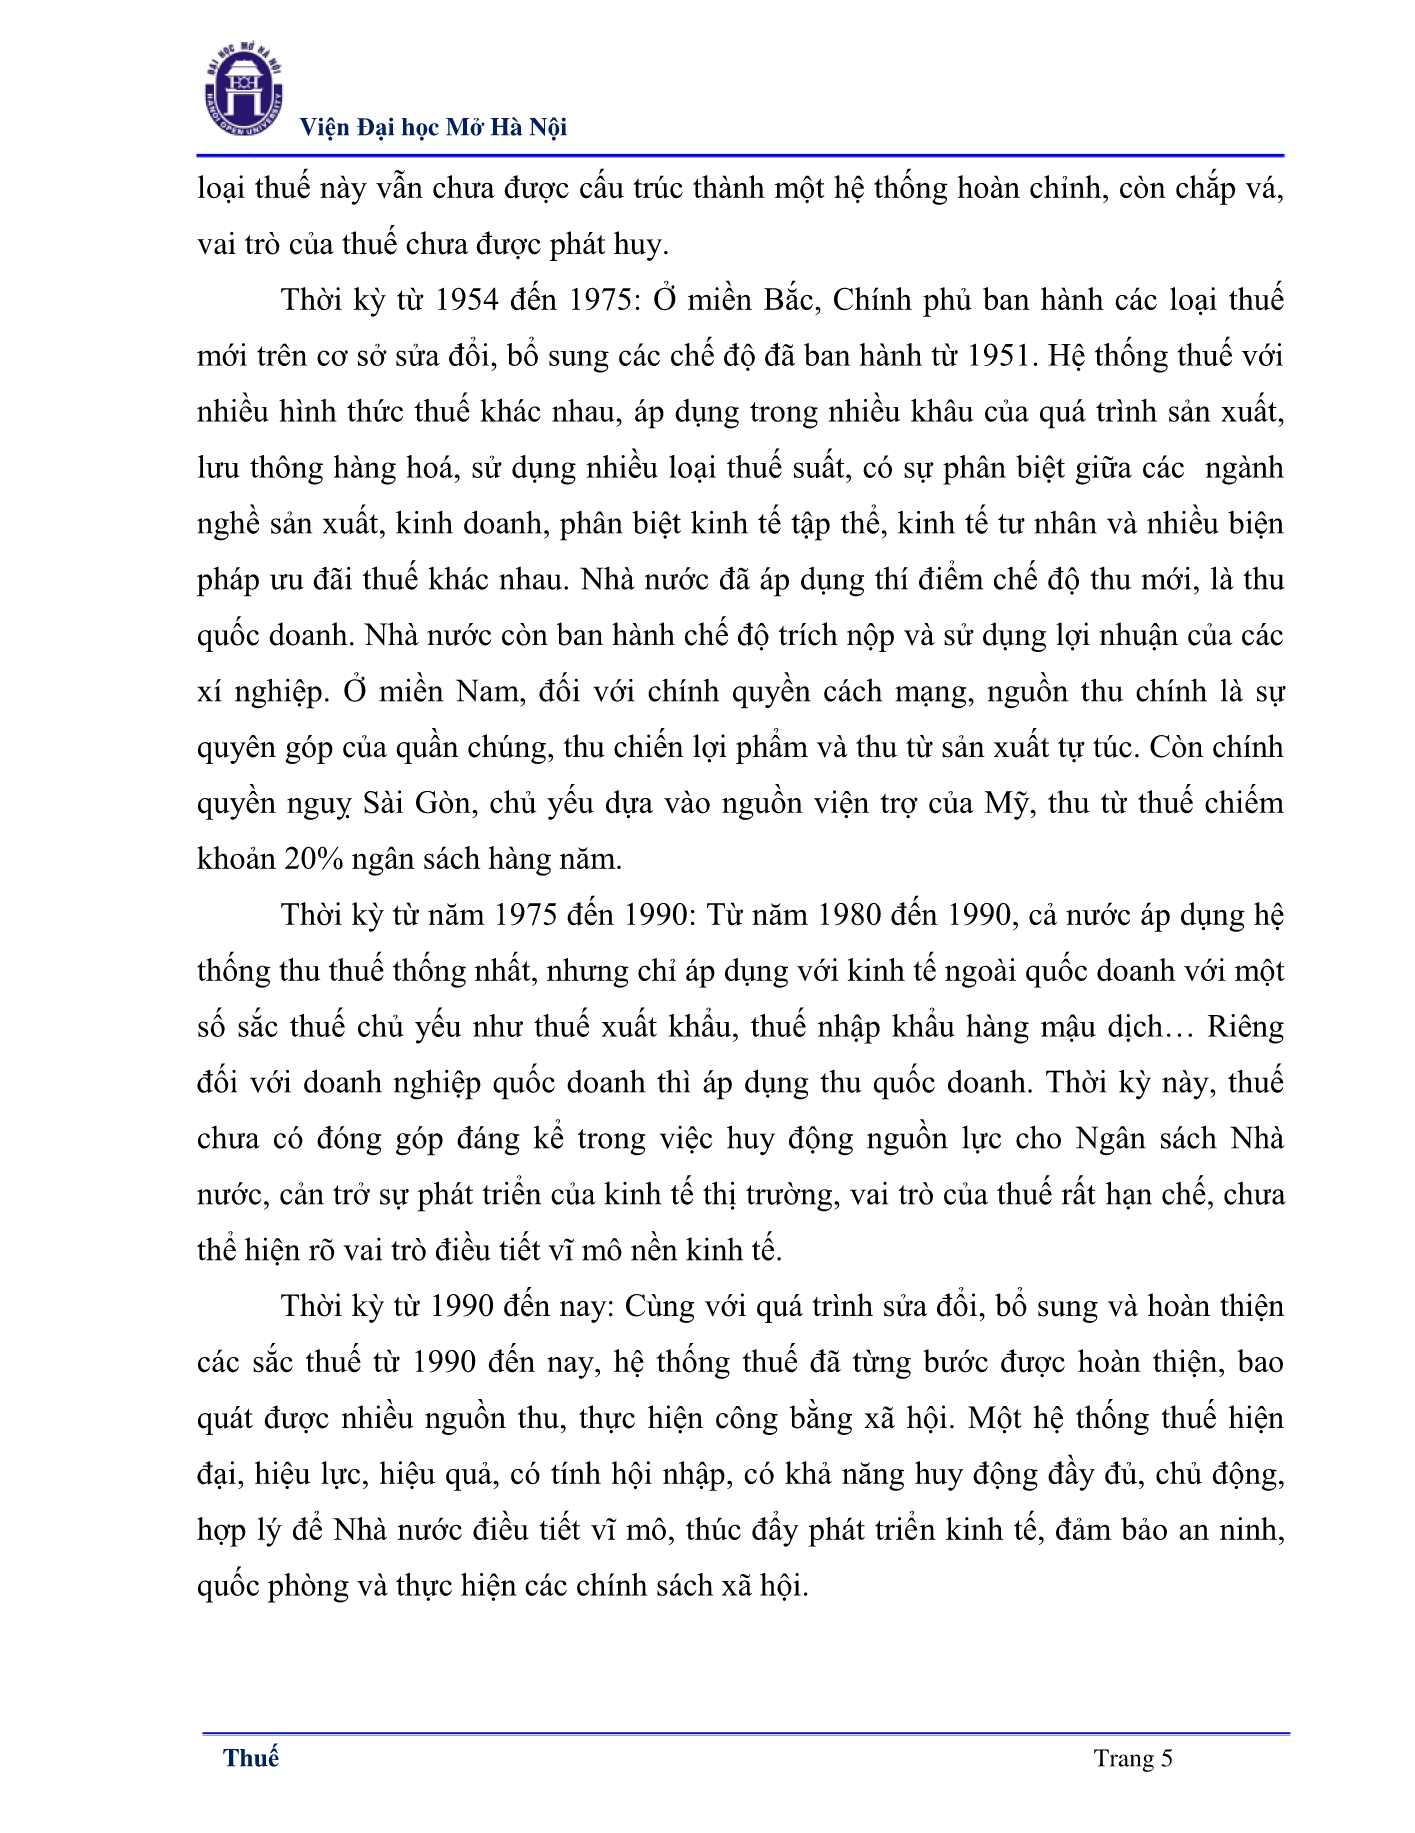 ĐẠI HỌC MỞ HÀ NỘI
HANOI OPEN UNIVERSITY
Viện Đại học Mở Hà Nội
loại thuế này vẫn chưa được cấu trúc thành một hệ thống hoàn chỉnh, còn chắp vá,
vai trò của thuế chưa được phát huy.
Thời kỳ từ 1954 đến 1975: Ở miền Bắc, Chính phủ ban hành các loại thuế
mới trên cơ sở sửa đổi, bổ sung các chế độ đã ban hành từ 1951. Hệ thống thuế với
nhiều hình thức thuế khác nhau, áp dụng trong nhiều khâu của quá trình sản xuất,
lưu thông hàng hoá, sử dụng nhiều loại thuế suất, có sự phân biệt giữa các  ngành
nghề sản xuất, kinh doanh, phân biệt kinh tế tập thể, kinh tế tư nhân và nhiều biện
pháp ưu đãi thuế khác nhau. Nhà nước đã áp dụng thí điểm chế độ thu mới, là thu
quốc doanh. Nhà nước còn ban hành chế độ trích nộp và sử dụng lợi nhuận của các
xí nghiệp. Ở miền Nam, đối với chính quyền cách mạng, nguồn thu chính là sự
quyên góp của quần chúng, thu chiến lợi phẩm và thu từ sản xuất tự túc. Còn chính
quyền nguỵ Sài Gòn, chủ yếu dựa vào nguồn viện trợ của Mỹ, thu từ thuế chiếm
khoản 20% ngân sách hàng năm.
Thời kỳ từ năm 1975 đến 1990: Từ năm 1980 đến 1990, cả nước áp dụng hệ
thống thu thuế thống nhất, nhưng chỉ áp dụng với kinh tế ngoài quốc doanh với một
số sắc thuế chủ yếu như thuế xuất khẩu, thuế nhập khẩu hàng mậu dịch… Riêng
đối với doanh nghiệp quốc doanh thì áp dụng thu quốc doanh. Thời kỳ này, thuế
chưa có đóng góp đáng kể trong việc huy động nguồn lực cho Ngân sách Nhà
nước, cản trở sự phát triển của kinh tế thị trường, vai trò của thuế rất hạn chế, chưa
thể hiện rõ vai trò điều tiết vĩ mô nền kinh tế.
Thời kỳ từ 1990 đến nay: Cùng với quá trình sửa đổi, bổ sung và hoàn thiện
các sắc thuế từ 1990 đến nay, hệ thống thuế đã từng bước được hoàn thiện, bao
quát được nhiều nguồn thu, thực hiện công bằng xã hội. Một hệ thống thuế hiện
đại, hiệu lực, hiệu quả, có tính hội nhập, có khả năng huy động đầy đủ, chủ động,
hợp lý để Nhà nước điều tiết vĩ mô, thúc đẩy phát triển kinh tế, đảm bảo an ninh,
quốc phòng và thực hiện các chính sách xã hội.
Thuế
Trang 5